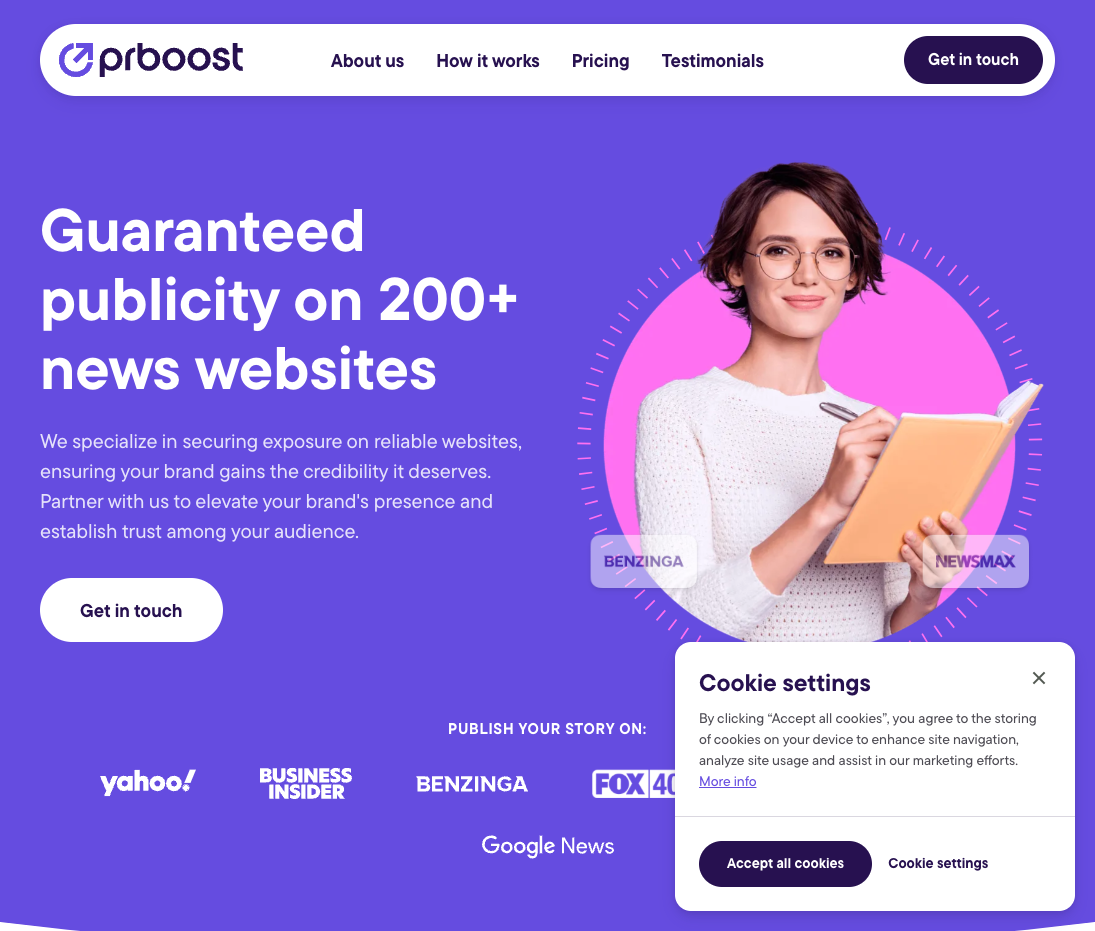 prboost
About us How it works Pricing Testimonials
Get in touch
Guaranteed
publicity on 200+
news websites
We specialize in securing exposure on reliable websites,
ensuring your brand gains the credibility it deserves.
Partner with us to elevate your brand's presence and
establish trust among your audience.
Get in touch
BENZINGA
NEWSMAX
PUBLISH YOUR STORY ON:
yahoo!
BUSINESS
INSIDER
BENZINGA
FOX 40
Google News
Cookie settings
By clicking “Accept all cookies”, you agree to the storing
of cookies on your device to enhance site navigation,
analyze site usage and assist in our marketing efforts.
More info
Accept all cookies
Cookie settings